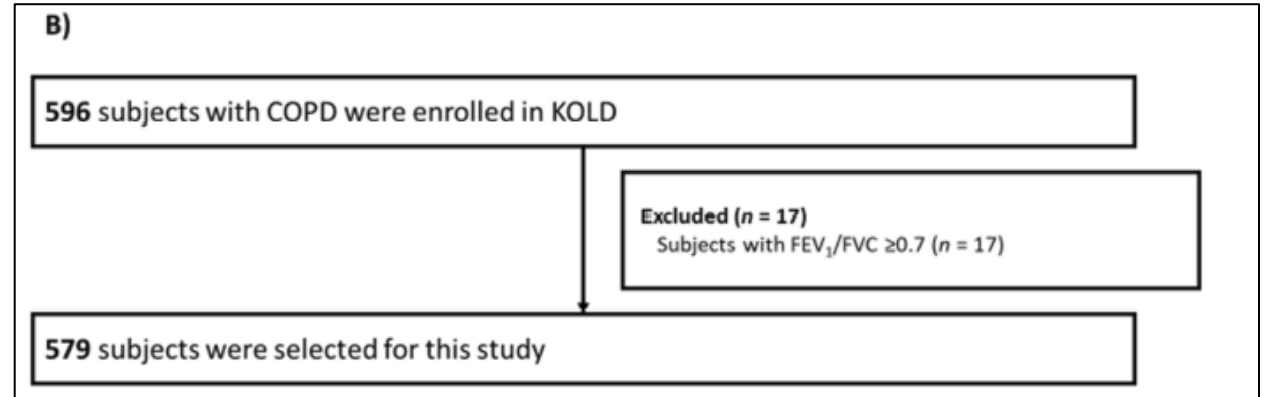 B)
596 subjects with COPD were enrolled in KOLD
Excluded (n = 17)
Subjects with FEV₁/FVC ≥0.7 (n = 17)
579 subjects were selected for this study